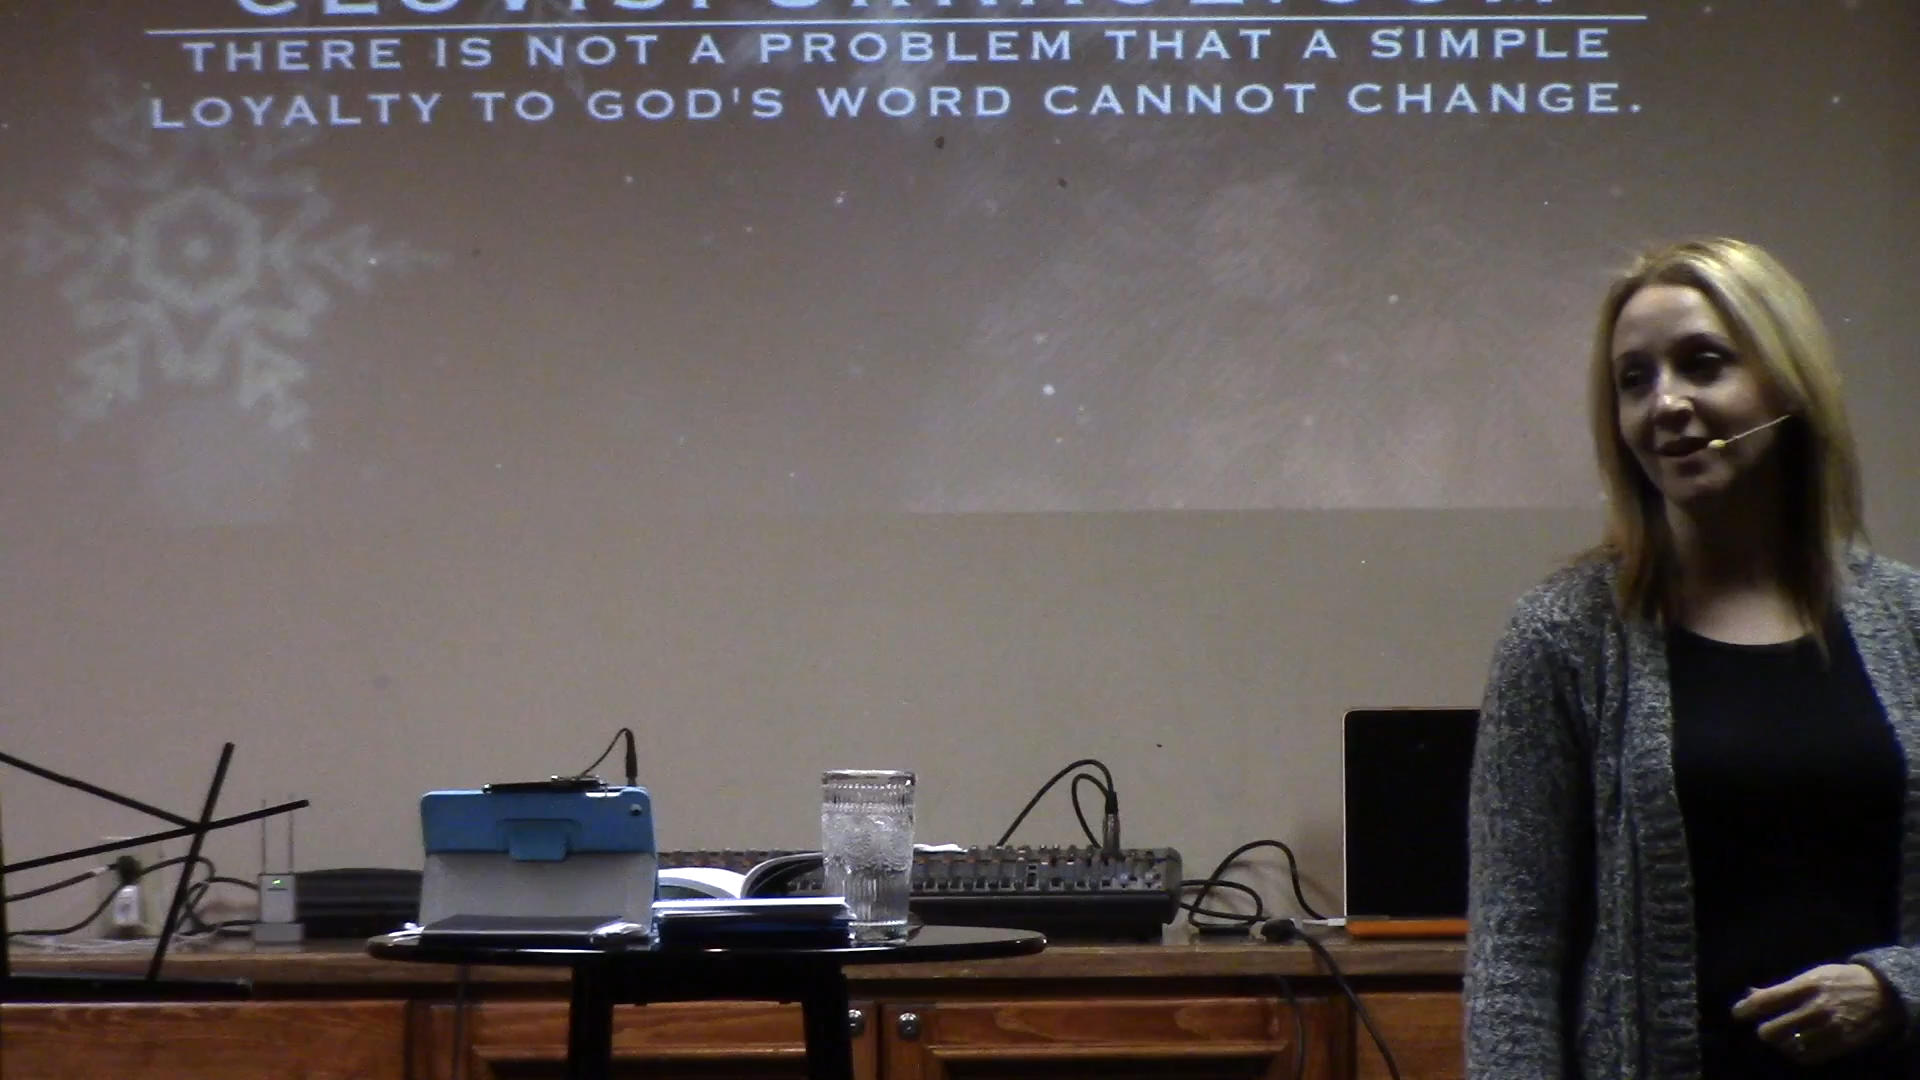 THERE IS NOT A PROBLEM THAT A SIMPLE
LOYALTY TO GOD'S WORD CANNOT CHANGE.